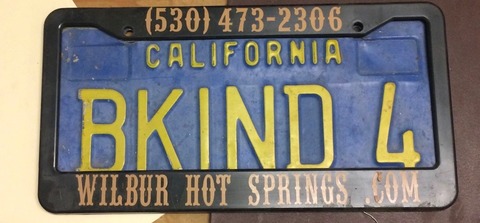 (530) 473-2306
CALIFORNIA
BKIND 4
WILBUR HOT SPRINGS .COM